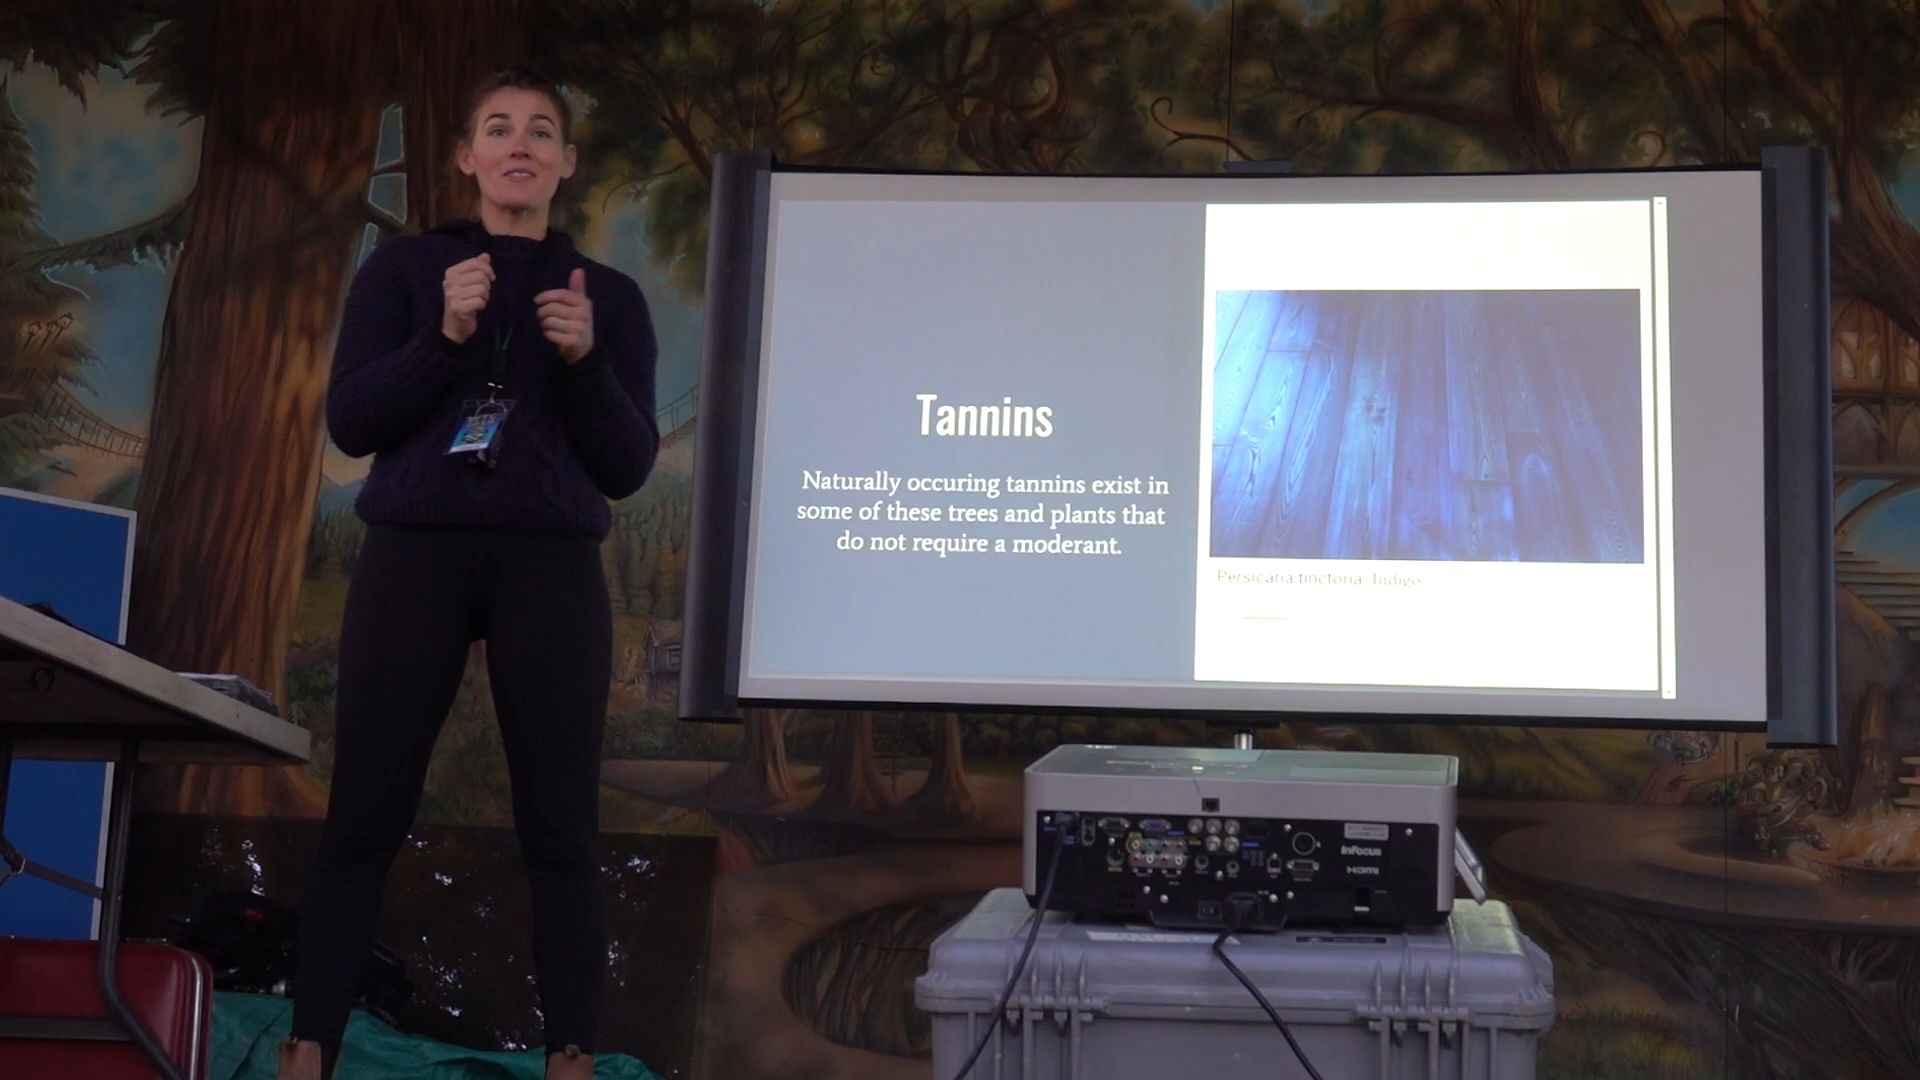 Tannins
Naturally occuring tannins exist in
some of these trees and plants that
do not require a moderant.
Persicaria tinctoria. Indigo
InFocus
HDMI